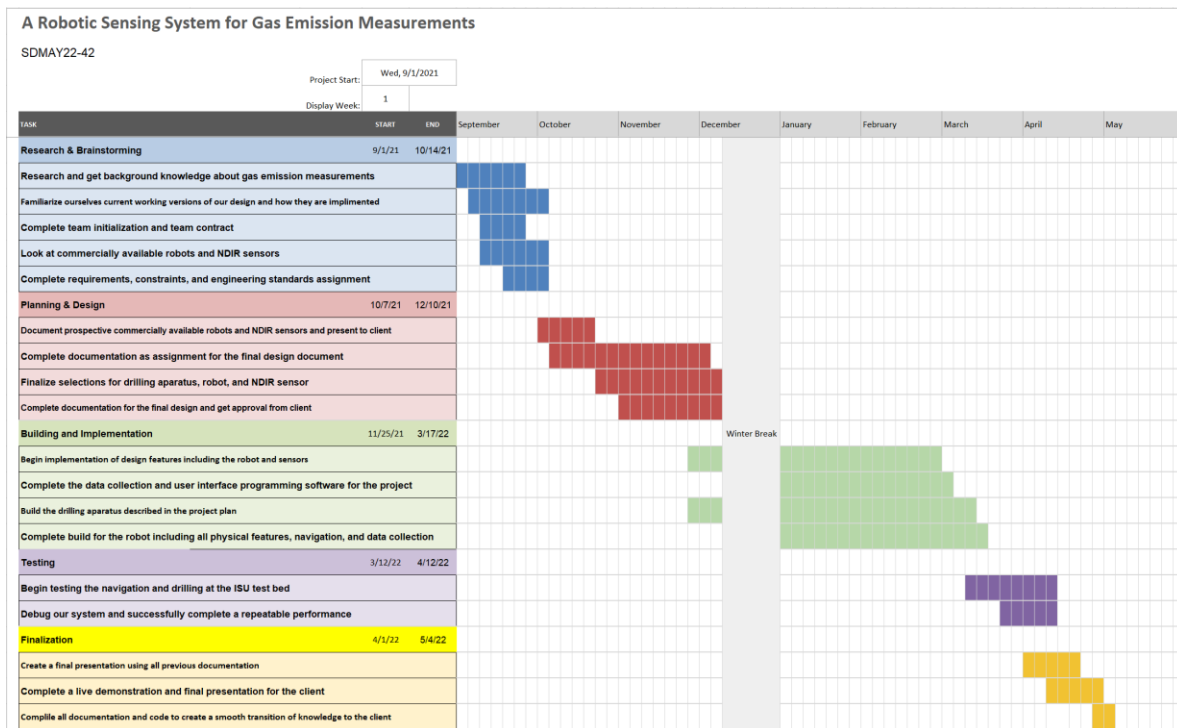 A Robotic Sensing System for Gas Emission Measurements
SDMAY22-42
Project Start: Wed, 9/1/2021
Display Week: 1
TASK START END September October November December January February March April May
Research & Brainstorming 9/1/21 10/14/21
Research and get background knowledge about gas emission measurements
Familiarize ourselves current working versions of our design and how they are implimented
Complete team initialization and team contract
Look at commercially available robots and NDIR sensors
Complete requirements, constraints, and engineering standards assignment
Planning & Design 10/7/21 12/10/21
Document prospective commercially available robots and NDIR sensors and present to client
Complete documentation as assignment for the final design document
Finalize selections for drilling apparatus, robot, and NDIR sensor
Complete documentation for the final design and get approval from client
Building and Implementation 11/25/21 3/17/22 Winter Break
Begin implementation of design features including the robot and sensors
Complete the data collection and user interface programming software for the project
Build the drilling apparatus described in the project plan
Complete build for the robot including all physical features, navigation, and data collection
Testing 3/12/22 4/12/22
Begin testing the navigation and drilling at the ISU test bed
Debug our system and successfully complete a repeatable performance
Finalization 4/1/22 5/4/22
Create a final presentation using all previous documentation
Complete a live demonstration and final presentation for the client
Complile all documentation and code to create a smooth transition of knowledge to the client